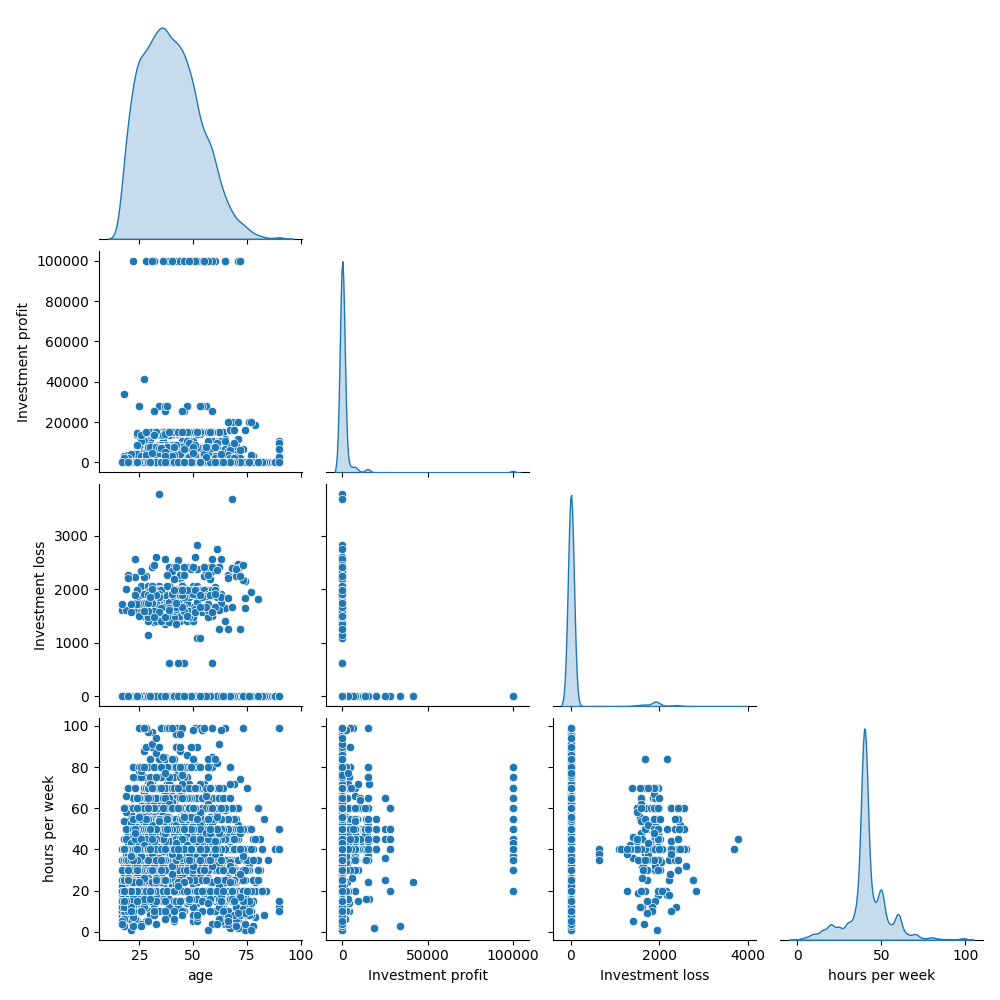 100000
80000
60000
40000
20000
0
Investment profit
3000
2000
1000
0
Investment loss
100
80
60
40
20
0
hours per week
25 50 75 100
age
0 50000 100000
Investment profit
0 2000 4000
Investment loss
0 50 100
hours per week